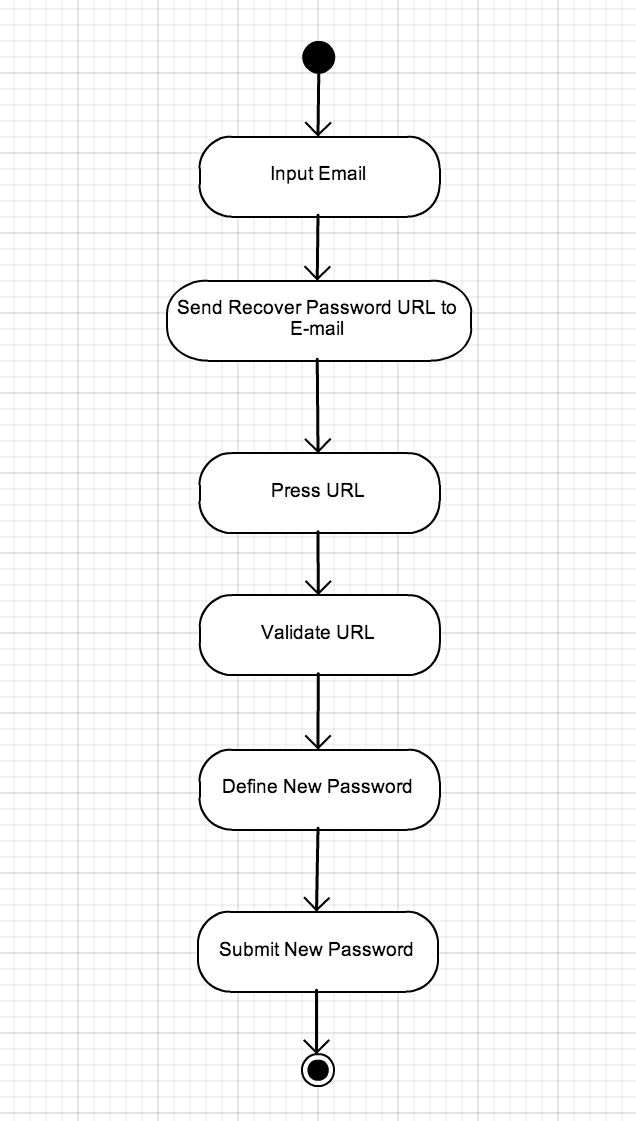 Input Email
Send Recover Password URL to
E-mail
Press URL
Validate URL
Define New Password
Submit New Password